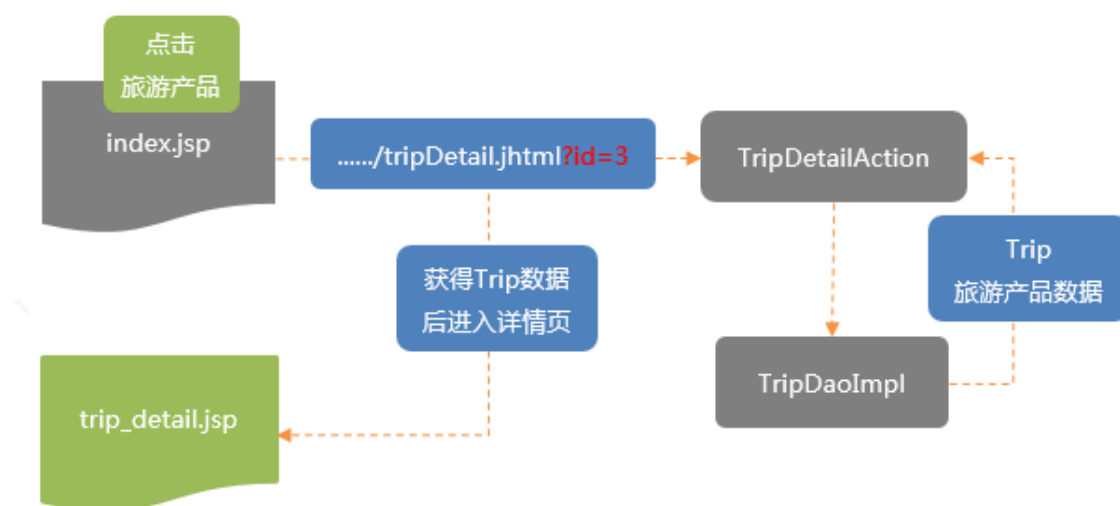 点击
旅游产品
index.jsp
....../tripDetail.jhtml?id=3
TripDetailAction
获得Trip数据
后进入详情页
Trip
旅游产品数据
TripDaoImpl
trip_detail.jsp